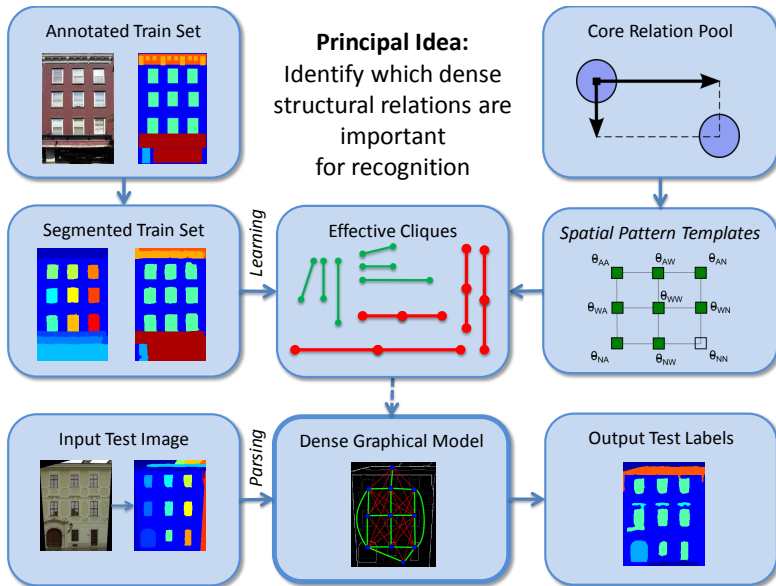 Annotated Train Set
Principal Idea:
Identify which dense
structural relations are
important
for recognition
Core Relation Pool
Segmented Train Set
Learning
Effective Cliques
Spatial Pattern Templates
θAA
θAW
θAN
θWA
θWW
θWN
θNA
θNW
θNN
Input Test Image
Parsing
Dense Graphical Model
Output Test Labels